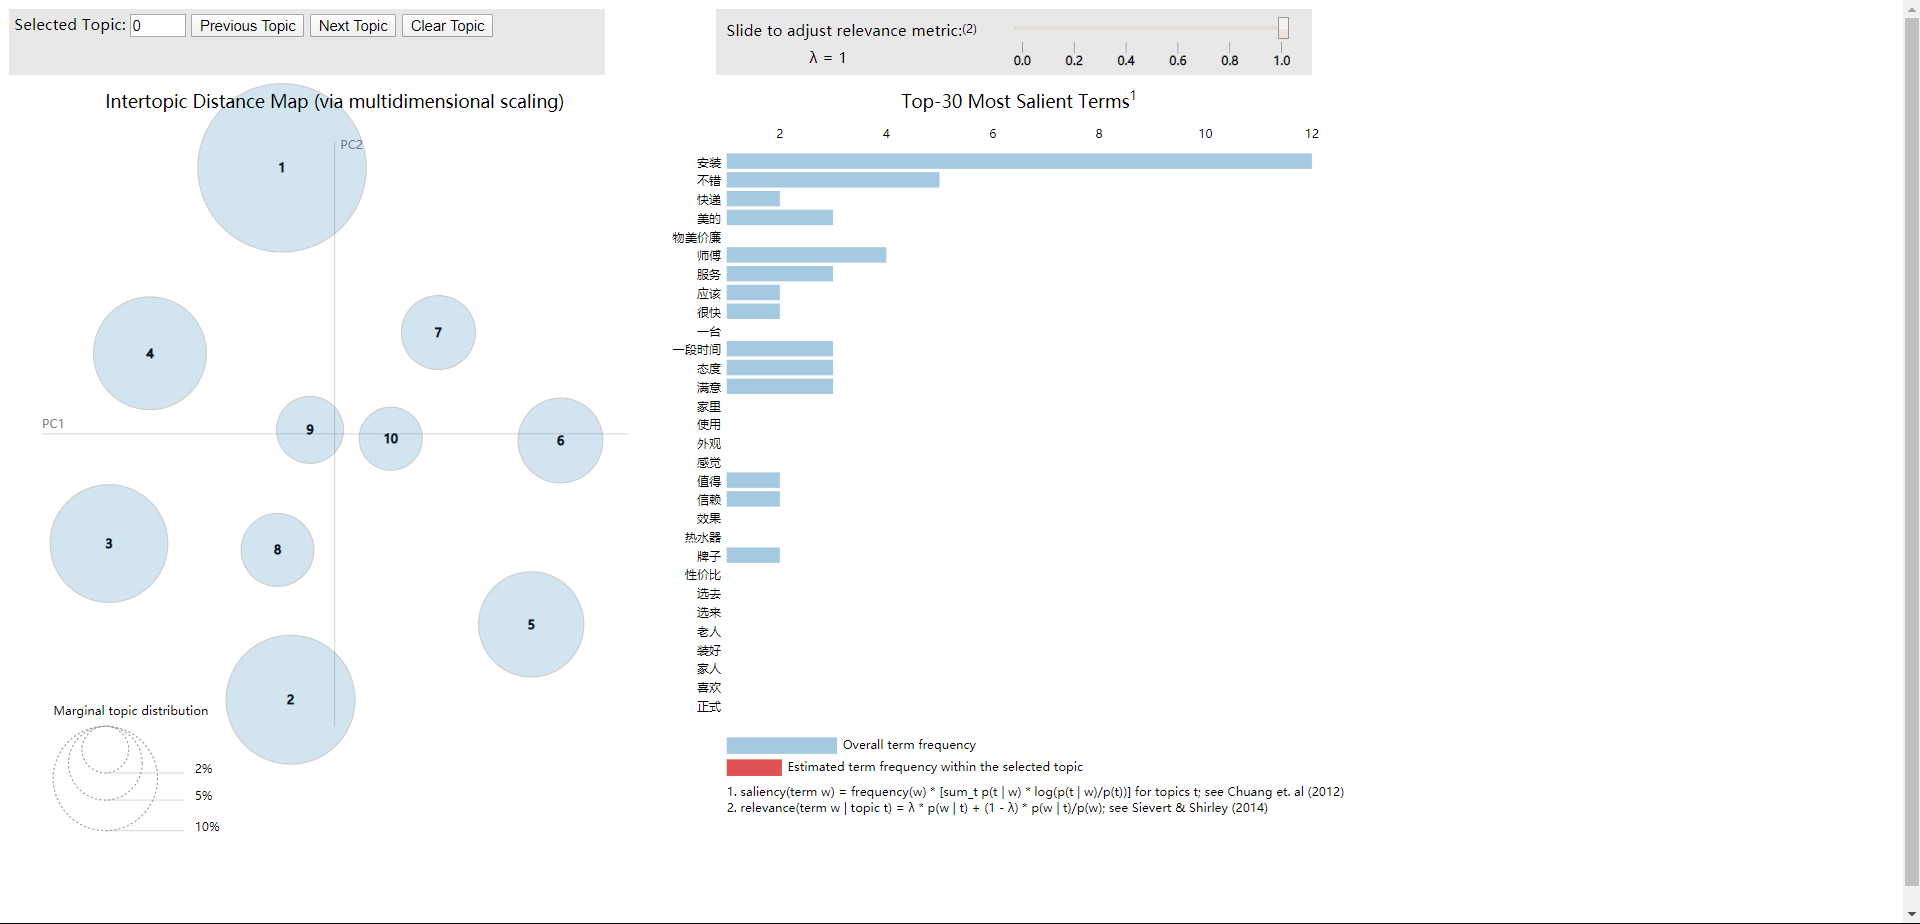 Selected Topic: 0 Previous Topic Next Topic Clear Topic
Slide to adjust relevance metric:(2)
λ = 1
0.0 0.2 0.4 0.6 0.8 1.0
Intertopic Distance Map (via multidimensional scaling)
PC2
PC1
1
4
7
9
10
6
3
8
5
2
Marginal topic distribution
2%
5%
10%
Top-30 Most Salient Terms1
2 4 6 8 10 12
安装
不错
快递
美的
物美价廉
师傅
服务
应该
很快
一台
一段时间
态度
满意
家里
使用
外观
感觉
值得
信赖
效果
热水器
牌子
性价比
选去
选来
老人
装好
家人
喜欢
正式
Overall term frequency
Estimated term frequency within the selected topic
1. saliency(term w) = frequency(w) * [sum_t p(t | w) * log(p(t | w)/p(t))] for topics t; see Chuang et. al (2012)
2. relevance(term w | topic t) = λ * p(w | t) + (1 - λ) * p(w | t)/p(w); see Sievert & Shirley (2014)